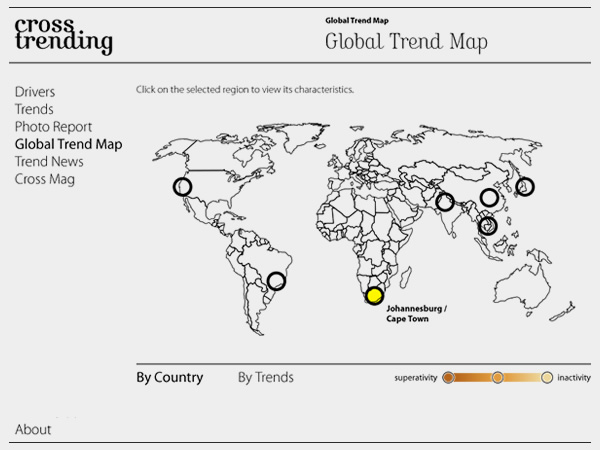 cross
trending
Global Trend Map
Global Trend Map
Click on the selected region to view its characteristics.
Drivers
Trends
Photo Report
Global Trend Map
Trend News
Cross Mag
Johannesburg /
Cape Town
By Country
By Trends
superativity
inactivity
About